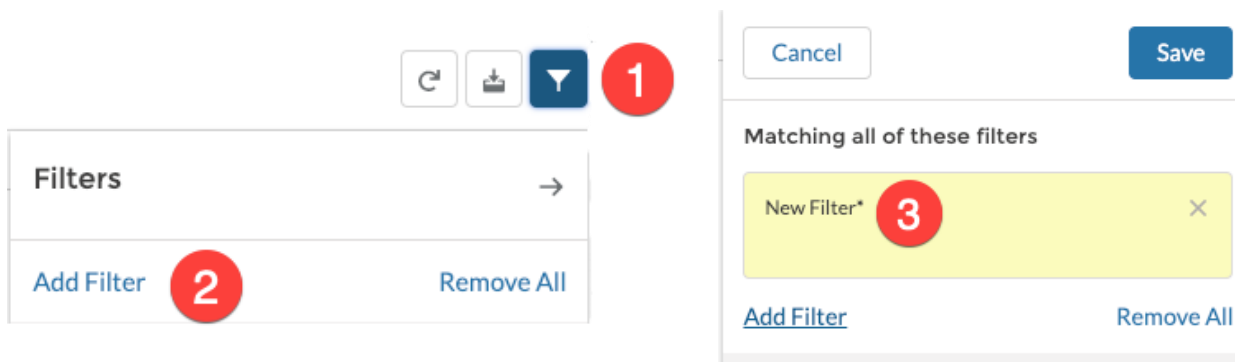 1
Filters
Add Filter 2 Remove All
Cancel Save
Matching all of these filters
New Filter* 3
Add Filter Remove All